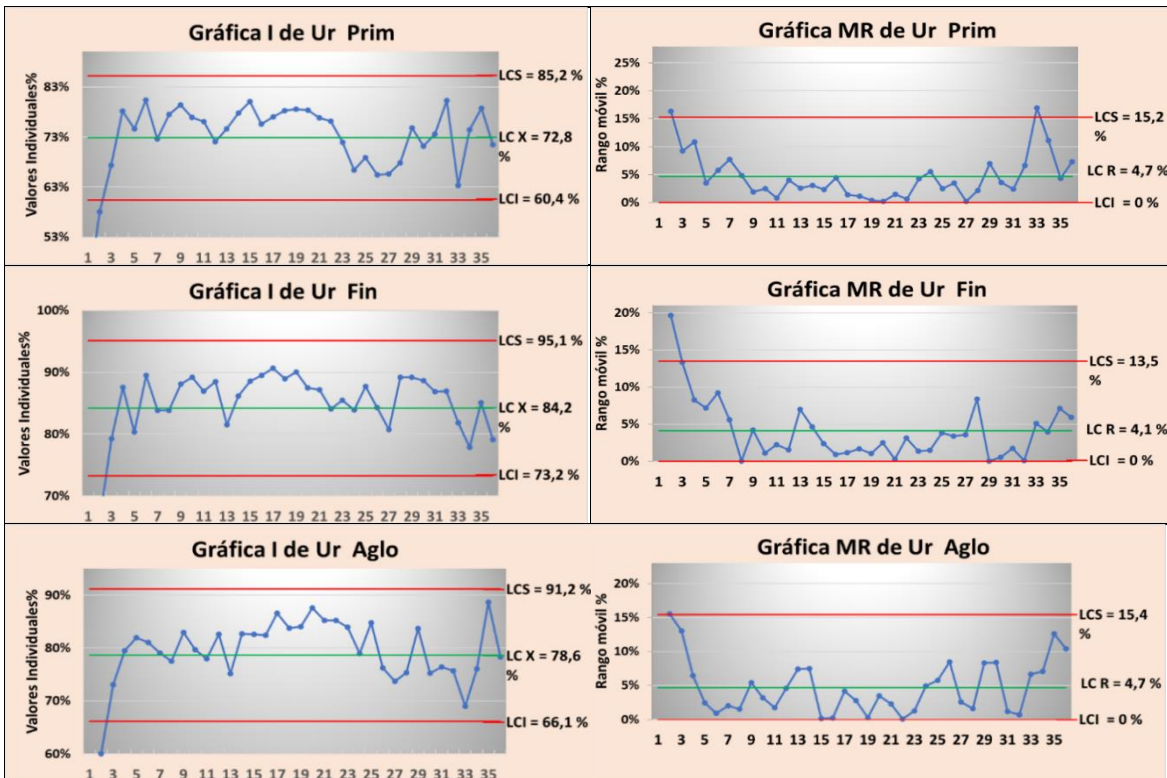 Gráfica I de Ur Prim
Valores Individuales%
83%
73%
63%
53%
LCS = 85,2 %
LC X = 72,8
%
LCI = 60,4 %
1 3 5 7 9 11 13 15 17 19 21 23 25 27 29 31 33 35
Gráfica MR de Ur Prim
Rango móvil %
25%
20%
15%
10%
5%
0%
LCS = 15,2
%
LC R = 4,7 %
LCI = 0 %
1 3 5 7 9 11 13 15 17 19 21 23 25 27 29 31 33 35
Gráfica I de Ur Fin
Valores Individuales%
100%
90%
80%
70%
LCS = 95,1 %
LC X = 84,2
%
LCI = 73,2 %
1 3 5 7 9 11 13 15 17 19 21 23 25 27 29 31 33 35
Gráfica MR de Ur Fin
Rango móvil %
20%
15%
10%
5%
0%
LCS = 13,5
%
LC R = 4,1 %
LCI = 0 %
1 3 5 7 9 11 13 15 17 19 21 23 25 27 29 31 33 35
Gráfica I de Ur Aglo
Valores Individuales%
90%
80%
70%
60%
LCS = 91,2 %
LC X = 78,6
%
LCI = 66,1 %
1 3 5 7 9 11 13 15 17 19 21 23 25 27 29 31 33 35
Gráfica MR de Ur Aglo
Rango móvil %
20%
15%
10%
5%
0%
LCS = 15,4
%
LC R = 4,7 %
LCI = 0 %
1 3 5 7 9 11 13 15 17 19 21 23 25 27 29 31 33 35